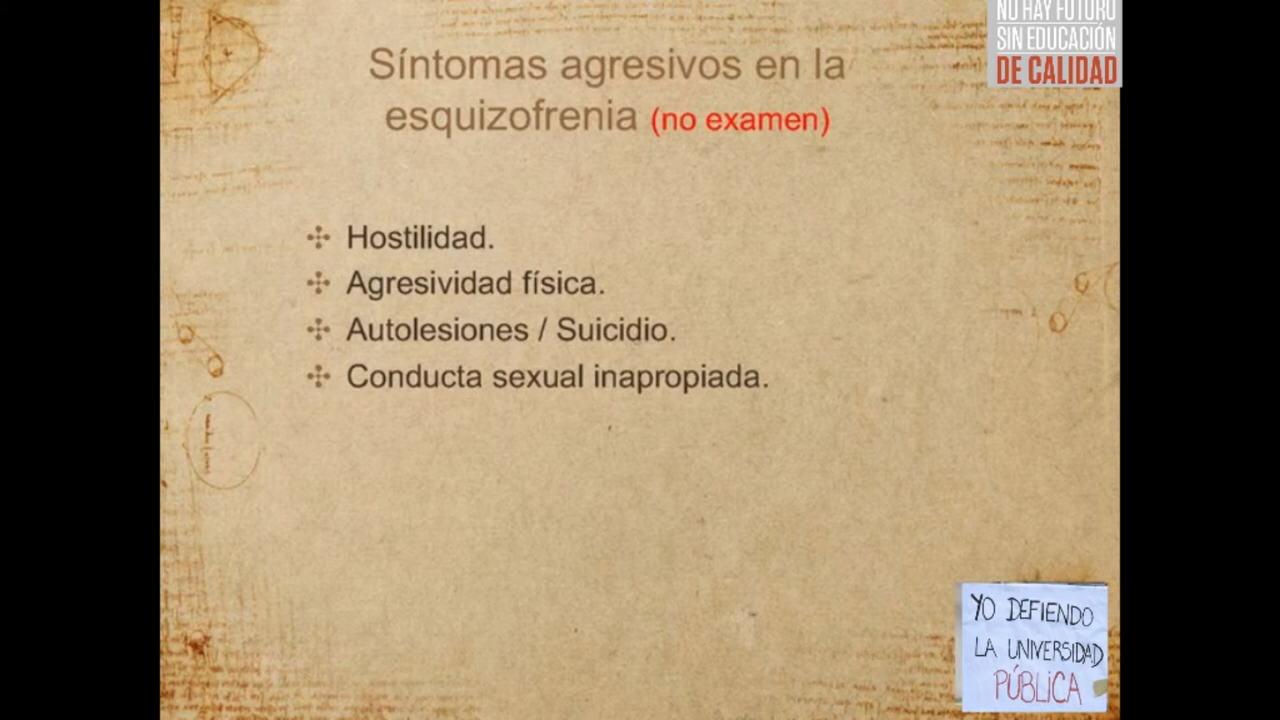 NO HAY FUTURO
SIN EDUCACIÓN
DE CALIDAD
Síntomas agresivos en la
esquizofrenia (no examen)
Hostilidad.
Agresividad física.
Autolesiones / Suicidio.
Conducta sexual inapropiada.
YO DEFIENDO
LA UNIVERSIDAD
PÚBLICA